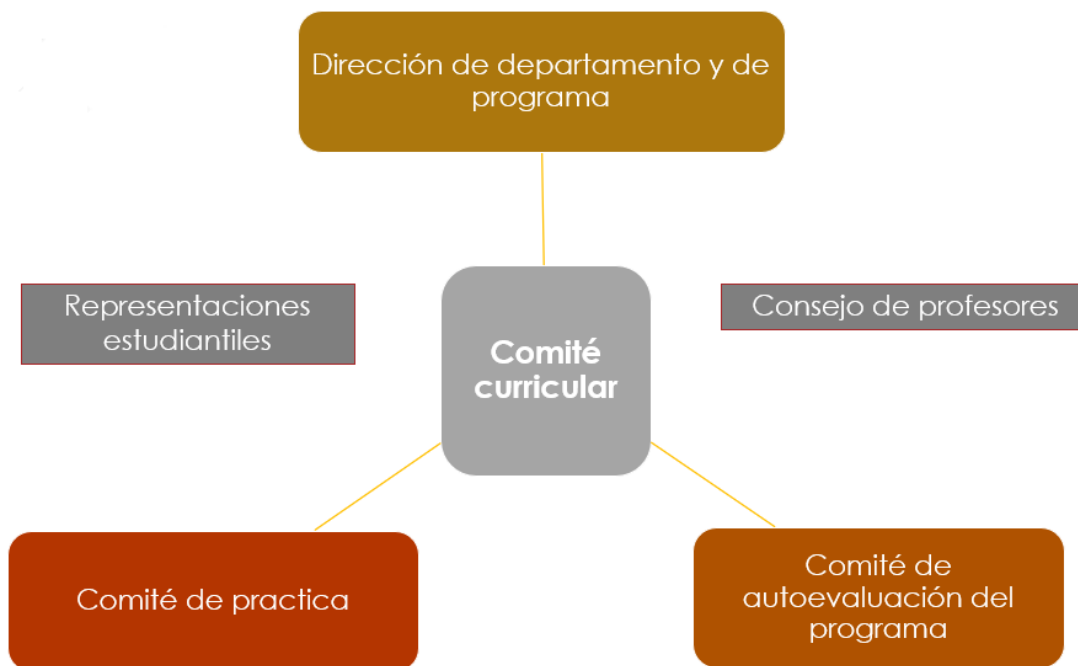 Dirección de departamento y de
programa
Representaciones
estudiantiles
Consejo de profesores
Comité
curricular
Comité de practica
Comité de
autoevaluación del
programa